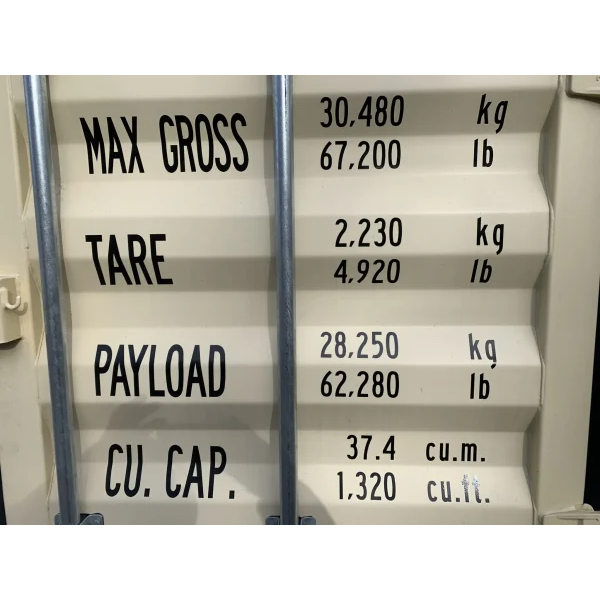 MAX GROSS 30,480 kg
67,200 lb
TARE 2,230 kg
4,920 lb
PAYLOAD 28,250 kg
62,280 lb
CU. CAP. 37.4 cu.m.
1,320 cu.ft.